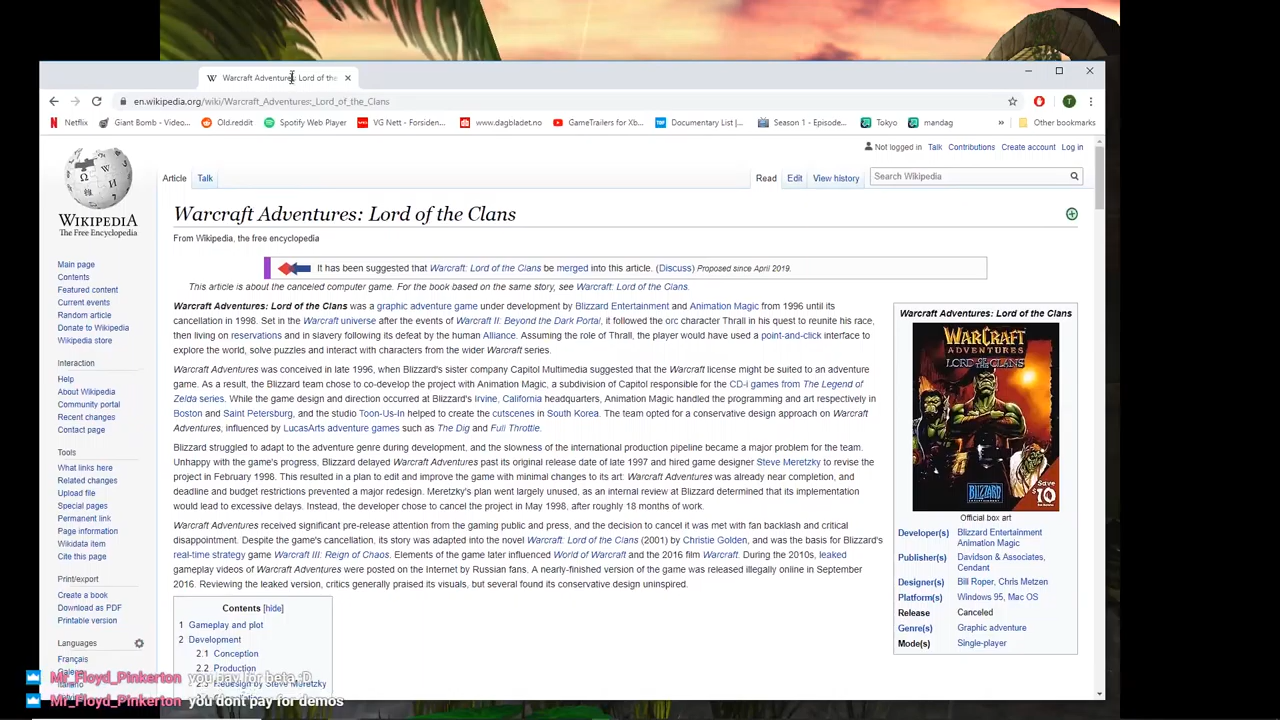 Warcraft Adventures: Lord of the
en.wikipedia.org/wiki/Warcraft_Adventures:_Lord_of_the_Clans
Netflix
Giant Bomb - Video...
Old.reddit
Spotify Web Player
VG Nett - Forsiden...
www.dagbladet.no
GameTrailers for Xb...
Documentary List |...
Season 1 - Episode...
Tokyo
mandag
»
Other bookmarks
Not logged in Talk Contributions Create account Log in
Article Talk
Read Edit View history
Search Wikipedia
WIKIPEDIA
The Free Encyclopedia
Main page
Contents
Featured content
Current events
Random article
Donate to Wikipedia
Wikipedia store
Interaction
Help
About Wikipedia
Community portal
Recent changes
Contact page
Tools
What links here
Related changes
Upload file
Special pages
Permanent link
Page information
Wikidata item
Cite this page
Print/export
Create a book
Download as PDF
Printable version
Languages
Français
Italiano
Warcraft Adventures: Lord of the Clans
From Wikipedia, the free encyclopedia
It has been suggested that Warcraft: Lord of the Clans be merged into this article. (Discuss) Proposed since April 2019.
This article is about the canceled computer game. For the book based on the same story, see Warcraft: Lord of the Clans.
Warcraft Adventures: Lord of the Clans was a graphic adventure game under development by Blizzard Entertainment and Animation Magic from 1996 until its
cancellation in 1998. Set in the Warcraft universe after the events of Warcraft II: Beyond the Dark Portal, it followed the orc character Thrall in his quest to reunite his race,
then living on reservations and in slavery following its defeat by the human Alliance. Assuming the role of Thrall, the player would have used a point-and-click interface to
explore the world, solve puzzles and interact with characters from the wider Warcraft series.
Warcraft Adventures was conceived in late 1996, when Blizzard's sister company Capitol Multimedia suggested that the Warcraft license might be suited to an adventure
game. As a result, the Blizzard team chose to co-develop the project with Animation Magic, a subdivision of Capitol responsible for the CD-i games from The Legend of
Zelda series. While the game design and direction occurred at Blizzard's Irvine, California headquarters, Animation Magic handled the programming and art respectively in
Boston and Saint Petersburg, and the studio Toon-Us-In helped to create the cutscenes in South Korea. The team opted for a conservative design approach on Warcraft
Adventures, influenced by LucasArts adventure games such as The Dig and Full Throttle.
Blizzard struggled to adapt to the adventure genre during development, and the slowness of the international production pipeline became a major problem for the team.
Unhappy with the game's progress, Blizzard delayed Warcraft Adventures past its original release date of late 1997 and hired game designer Steve Meretzky to revise the
project in February 1998. This resulted in a plan to edit and improve the game with minimal changes to its art: Warcraft Adventures was already near completion, and
deadline and budget restrictions prevented a major redesign. Meretzky's plan went largely unused, as an internal review at Blizzard determined that its implementation
would lead to excessive delays. Instead, the developer chose to cancel the project in May 1998, after roughly 18 months of work.
Warcraft Adventures received significant pre-release attention from the gaming public and press, and the decision to cancel it was met with fan backlash and critical
disappointment. Despite the game's cancellation, its story was adapted into the novel Warcraft: Lord of the Clans (2001) by Christie Golden, and was the basis for Blizzard's
real-time strategy game Warcraft III: Reign of Chaos. Elements of the game later influenced World of Warcraft and the 2016 film Warcraft. During the 2010s, leaked
gameplay videos of Warcraft Adventures were posted on the Internet by Russian fans. A nearly-finished version of the game was released illegally online in September
2016. Reviewing the leaked version, critics generally praised its visuals, but several found its conservative design uninspired.
Contents [hide]
1 Gameplay and plot
2 Development
2.1 Conception
2.2 Production
2.3 Redesign by Steve Meretzky
Warcraft Adventures: Lord of the Clans
WARCRAFT
ADVENTURES
LORD OF THE CLANS
BLIZZARD
Save
$10
Official box art
Developer(s) Blizzard Entertainment
Animation Magic
Publisher(s) Davidson & Associates,
Cendant
Designer(s) Bill Roper, Chris Metzen
Platform(s) Windows 95, Mac OS
Release Canceled
Genre(s) Graphic adventure
Mode(s) Single-player
Mr_Floyd_Pinkerton you pay for beta :D
Mr_Floyd_Pinkerton you dont pay for demos